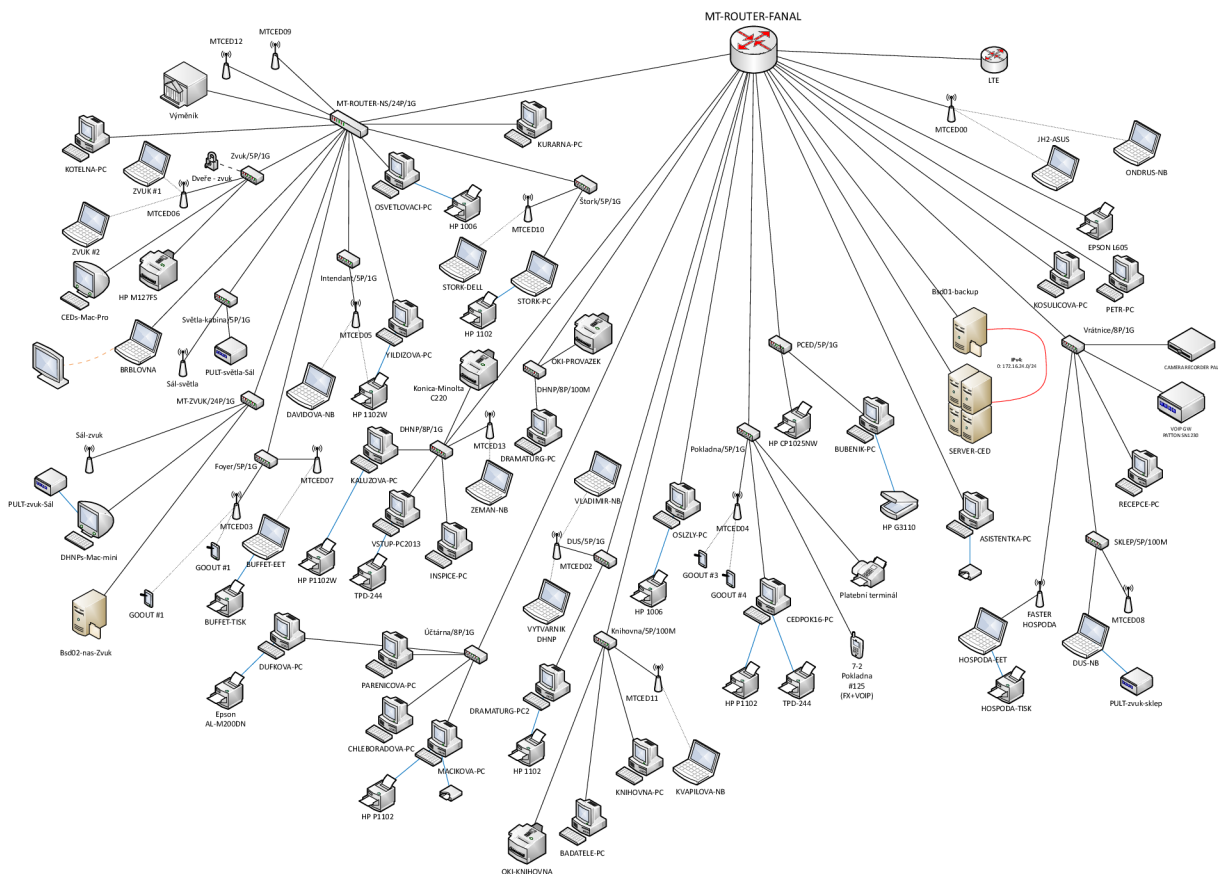 MT-ROUTER-FANAL
MTCED09
MTCED12
LTE
Výměník
MT-ROUTER-NS/24P/1G
MTCED00
KURARNA-PC
JH2-ASUS
KOTELNA-PC
Zvuk/5P/1G
Dveře - zvuk
ONDRUS-NB
ZVUK #1
MTCED06
OSVETLOVACI-PC
HP 1006
Štork/5P/1G
MTCED10
EPSON L605
ZVUK #2
Intendant/5P/1G
STORK-DELL
STORK-PC
Bsd01-backup
KOSULICOVA-PC
PETR-PC
HP M127FS
CEDs-Mac-Pro
Světla-kabina/5P/1G
MTCED05
HP 1102
Vrátnice/8P/1G
YILDIZOVA-PC
OKI-PROVAZEK
PCED/5P/1G
IPv4:
0: 172.16.24.0/24
CAMERA RECORDER PAL
BRBLOVNA
PULT-světla-Sál
Sál-světla
Konica-Minolta
C220
DHNP/8P/100M
MT-ZVUK/24P/1G
DAVIDOVA-NB
HP 1102W
VOIP GW
PATTON SN1230
DHNP/8P/1G
MTCED13
DRAMATURG-PC
HP CP1025NW
BUBENIK-PC
SERVER-CED
Sál-zvuk
Pokladna/5P/1G
Foyer/5P/1G
MTCED07
KALUZOVA-PC
ZEMAN-NB
VLADIMIR-NB
RECEPCE-PC
PULT-zvuk-Sál
MTCED03
MTCED04
HP G3110
DHNPs-Mac-mini
VSTUP-PC2013
OSLZLY-PC
ASISTENTKA-PC
DUS/5P/1G
SKLEP/5P/100M
BUFFET-EET
INSPICE-PC
MTCED02
GOOUT #1
HP P1102W
TPD-244
GOOUT #3
GOOUT #4
Platební terminál
GOOUT #1
BUFFET-TISK
VYTVARNIK
DHNP
HP 1006
CEDPOK16-PC
FASTER
HOSPODA
MTCED08
Účtárna/8P/1G
Knihovna/5P/100M
Bsd02-nas-Zvuk
DUFKOVA-PC
HOSPODA-EET
DUS-NB
7-2
Pokladna
#125
(FX+VOIP)
PARENICOVA-PC
MTCED11
HP P1102
TPD-244
HOSPODA-TISK
PULT-zvuk-sklep
Epson
AL-M200DN
DRAMATURG-PC2
CHLEBORADOVA-PC
MACIKOVA-PC
HP 1102
KNIHOVNA-PC
KVAPILOVA-NB
HP P1102
BADATELE-PC
OKI-KNIHOVNA